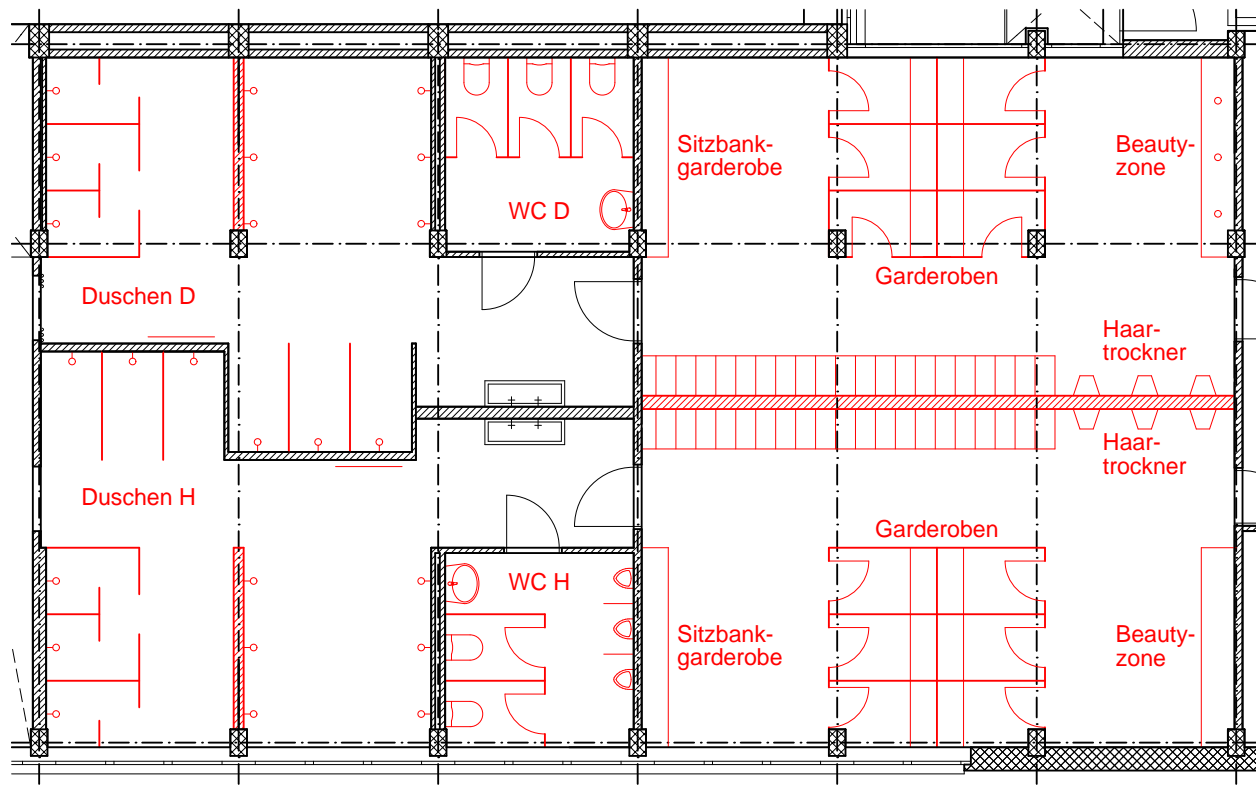 Sitzbank-
garderobe
Beauty-
zone
WC D
Garderoben
Duschen D
Haar-
trockner
Haar-
trockner
Duschen H
Garderoben
WC H
Sitzbank-
garderobe
Beauty-
zone